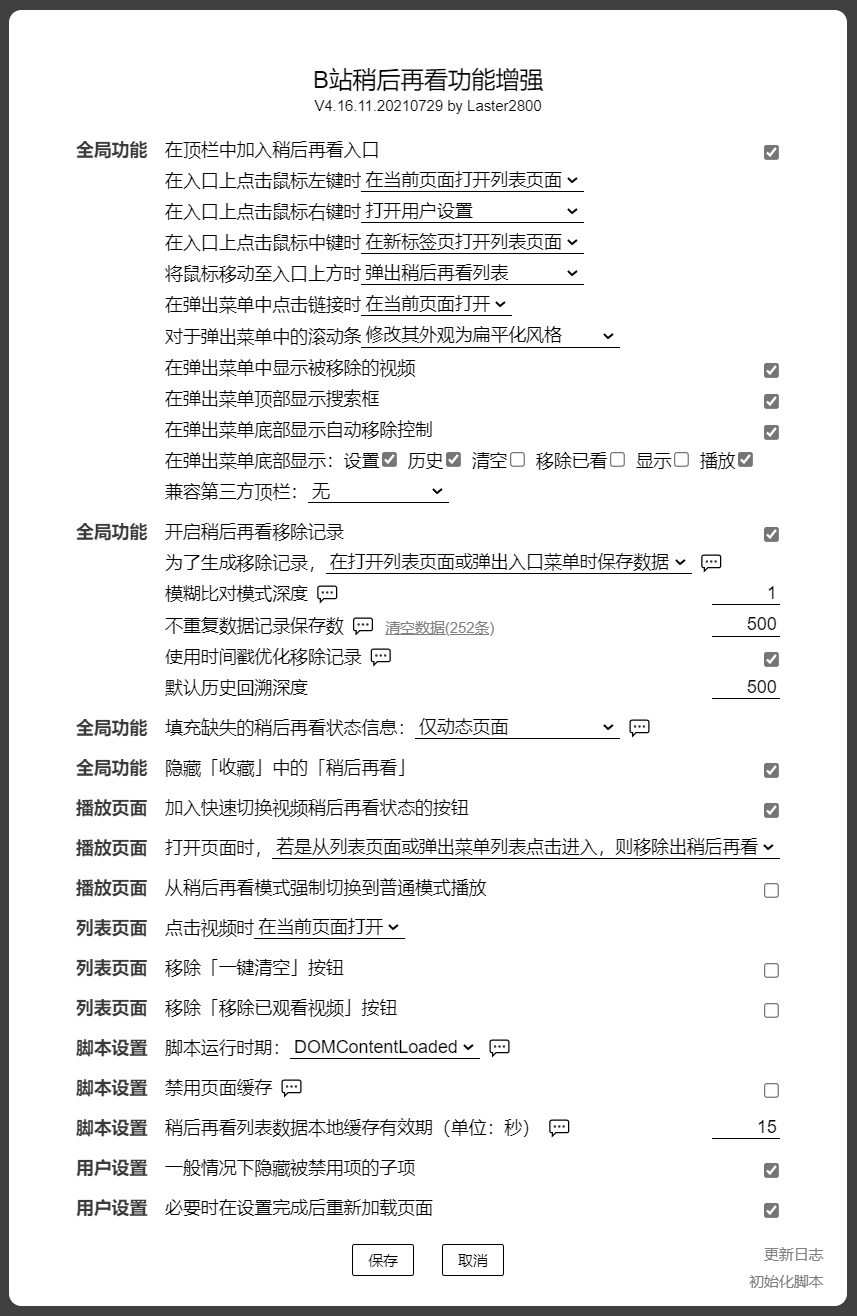 B站稍后再看功能增强
V4.16.11.20210729 by Laster2800
全局功能 在顶栏中加入稍后再看入口
在入口上点击鼠标左键时 在当前页面打开列表页面
在入口上点击鼠标右键时 打开用户设置
在入口上点击鼠标中键时 在新标签页打开列表页面
将鼠标移动至入口上方时 弹出稍后再看列表
在弹出菜单中点击链接时 在当前页面打开
对于弹出菜单中的滚动条 修改其外观为扁平化风格
在弹出菜单中显示被移除的视频
在弹出菜单顶部显示搜索框
在弹出菜单底部显示自动移除控制
在弹出菜单底部显示：设置 历史 清空 移除已看 显示 播放
兼容第三方顶栏： 无
全局功能 开启稍后再看移除记录
为了生成移除记录， 在打开列表页面或弹出入口菜单时保存数据
模糊比对模式深度 1
不重复数据记录保存数 清空数据(252条) 500
使用时间戳优化移除记录
默认历史回溯深度 500
全局功能 填充缺失的稍后再看状态信息： 仅动态页面
全局功能 隐藏「收藏」中的「稍后再看」
播放页面 加入快速切换视频稍后再看状态的按钮
播放页面 打开页面时， 若是从列表页面或弹出菜单列表点击进入，则移除出稍后再看
播放页面 从稍后再看模式强制切换到普通模式播放
列表页面 点击视频时 在当前页面打开
列表页面 移除「一键清空」按钮
列表页面 移除「移除已观看视频」按钮
脚本设置 脚本运行时期： DOMContentLoaded
脚本设置 禁用页面缓存
脚本设置 稍后再看列表数据本地缓存有效期（单位：秒） 15
用户设置 一般情况下隐藏被禁用项的子项
用户设置 必要时在设置完成后重新加载页面
保存 取消
更新日志
初始化脚本